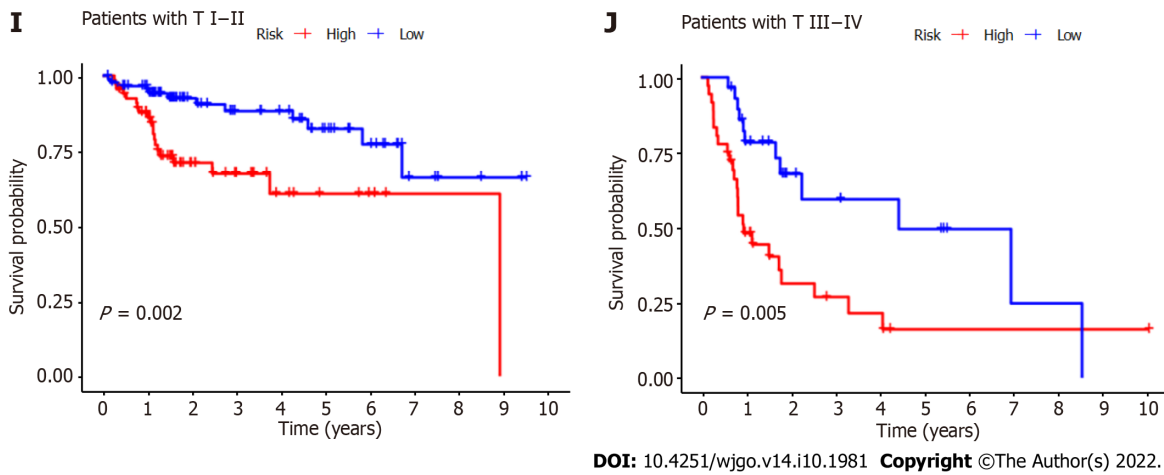 I
Patients with T I−II
Risk High Low
Survival probability
1.00
0.75
0.50
0.25
0.00
P = 0.002
0 1 2 3 4 5 6 7 8 9 10
Time (years)
J
Patients with T III−IV
Risk High Low
Survival probability
1.00
0.75
0.50
0.25
0.00
P = 0.005
0 1 2 3 4 5 6 7 8 9 10
Time (years)
DOI: 10.4251/wjgo.v14.i10.1981 Copyright ©The Author(s) 2022.